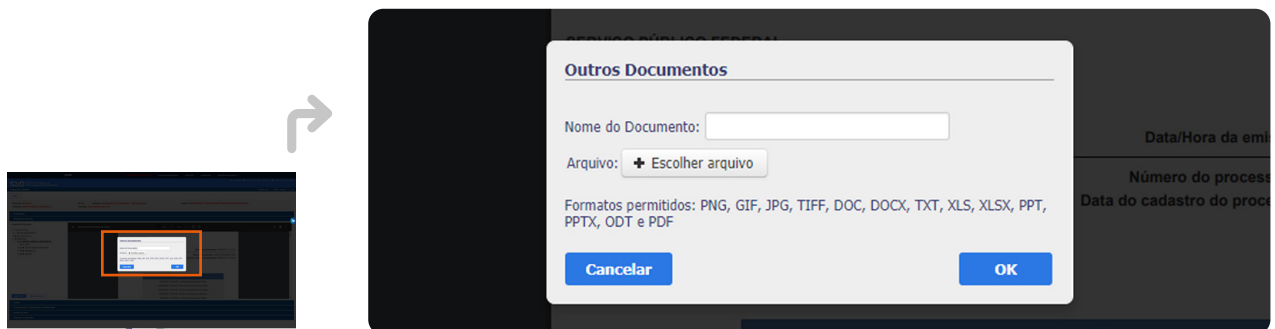 SERVIÇO PÚBLICO FEDERAL
Outros Documentos
Nome do Documento:
Arquivo: + Escolher arquivo
Formatos permitidos: PNG, GIF, JPG, TIFF, DOC, DOCX, TXT, XLS, XLSX, PPT,
PPTX, ODT e PDF
Cancelar OK
Data/Hora da emis
Número do process
Data do cadastro do proce